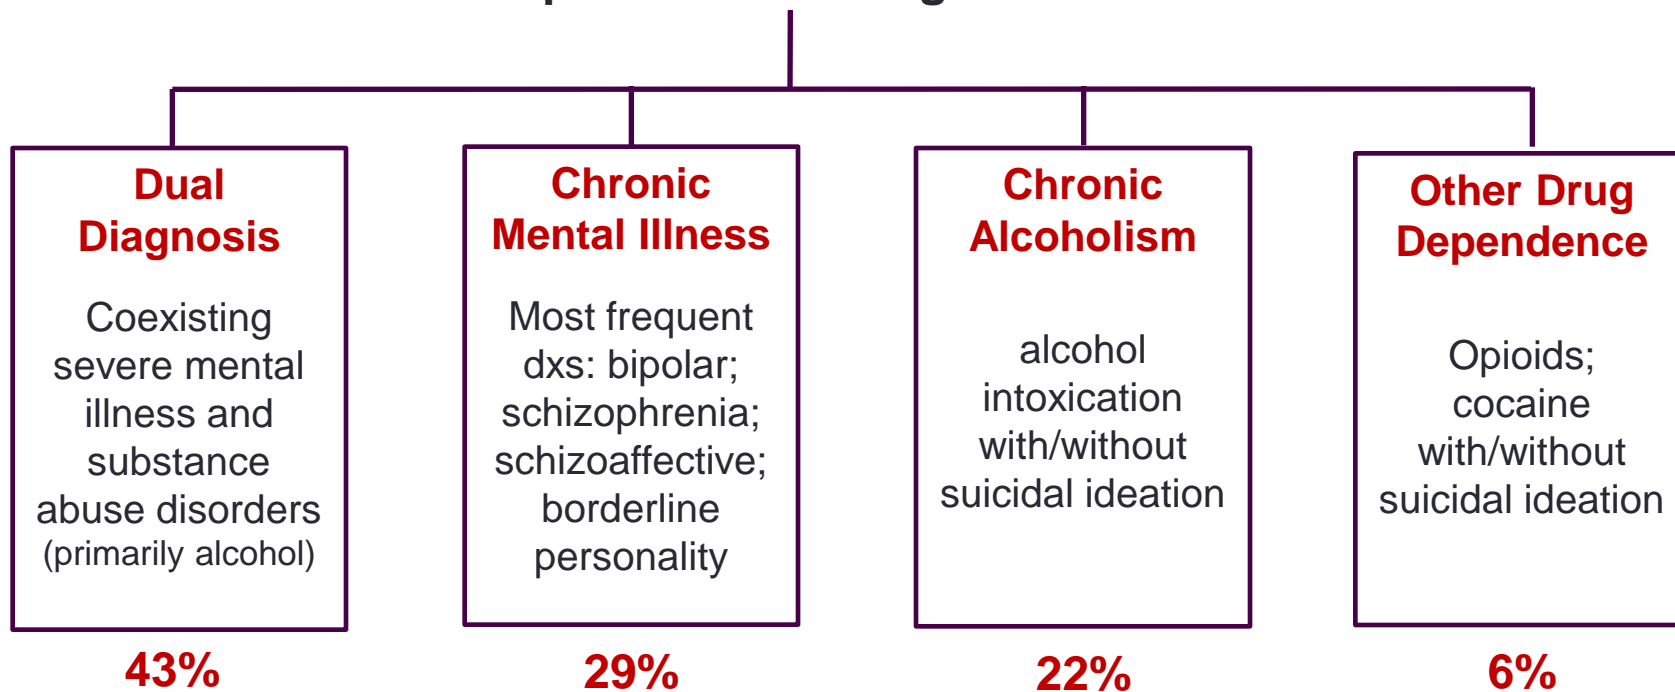 Dual
Diagnosis
Coexisting
severe mental
illness and
substance
abuse disorders
(primarily alcohol)
43%
Chronic
Mental Illness
Most frequent
dxs: bipolar;
schizophrenia;
schizoaffective;
borderline
personality
29%
Chronic
Alcoholism
alcohol
intoxication
with/without
suicidal ideation
22%
Other Drug
Dependence
Opioids;
cocaine
with/without
suicidal ideation
6%